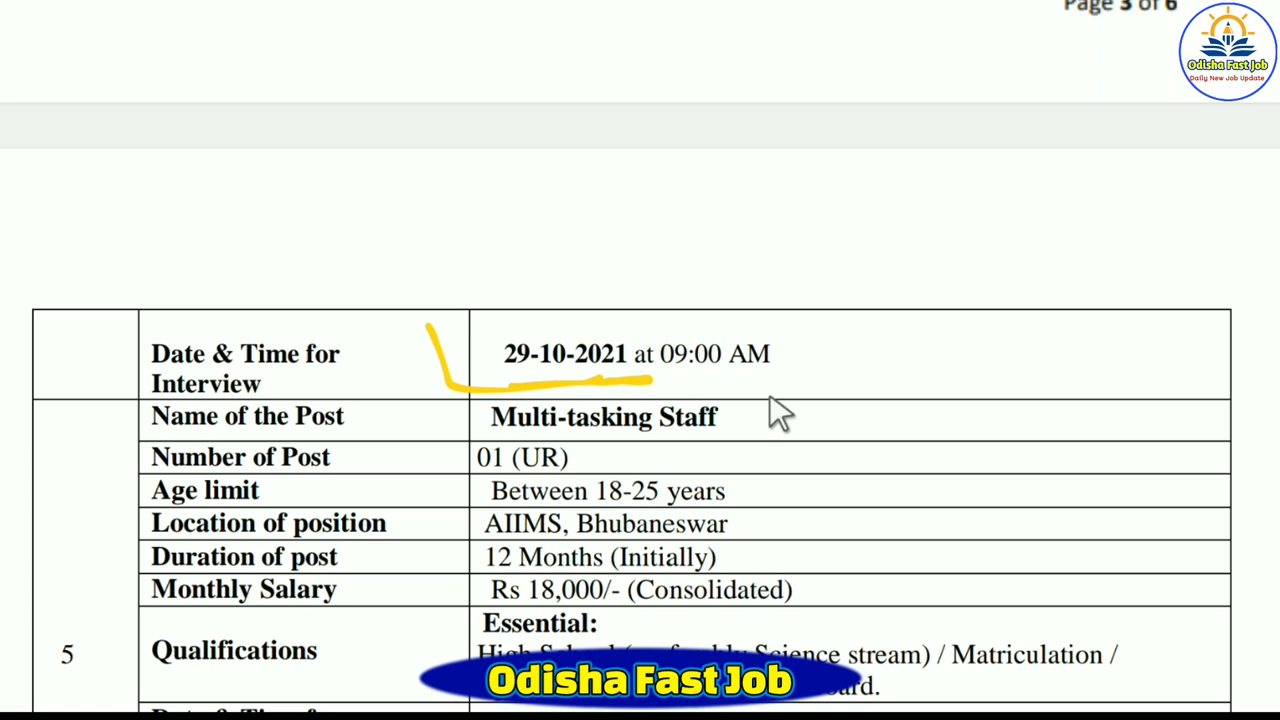 Page 3 of 6
Odisha Fast Job
Daily New Job Update
Date & Time for
Interview
29-10-2021 at 09:00 AM
Name of the Post
Multi-tasking Staff
Number of Post
01 (UR)
Age limit
Between 18-25 years
Location of position
AIIMS, Bhubaneswar
Duration of post
12 Months (Initially)
Monthly Salary
Rs 18,000/- (Consolidated)
5
Qualifications
Essential:
High School Science stream) / Matriculation /
Odisha Fast Job